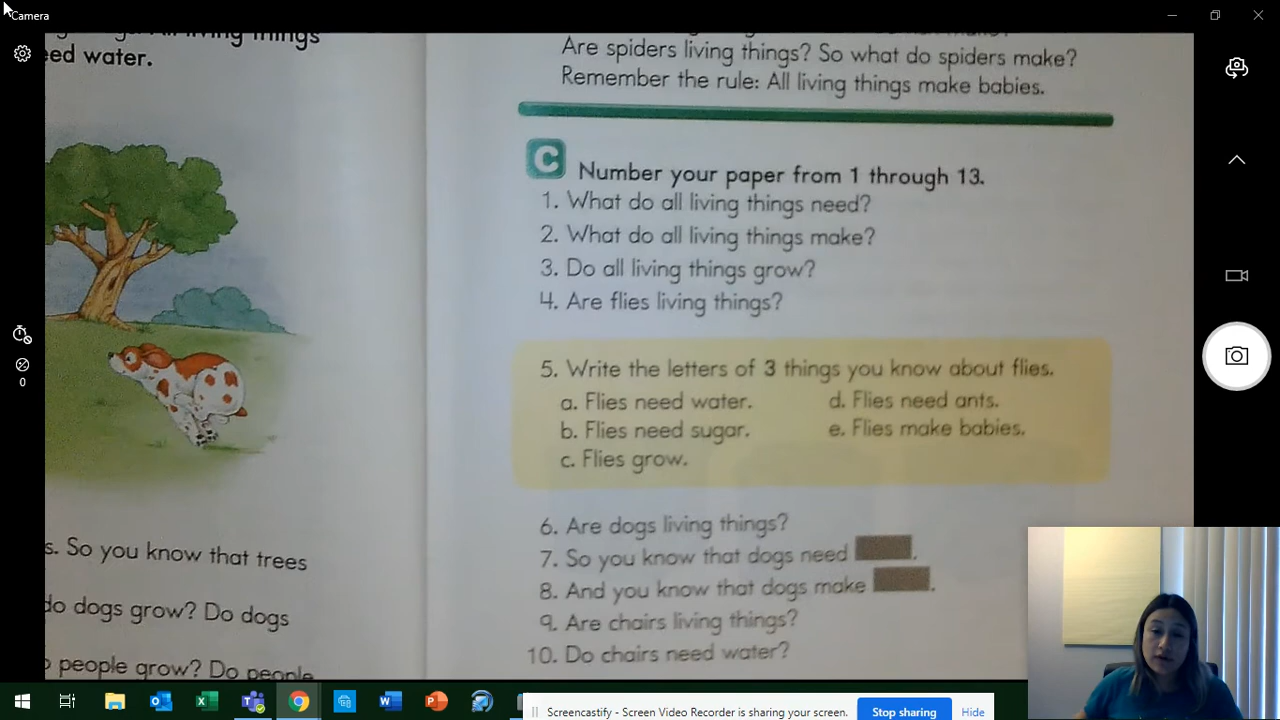 Camera
All living things
eed water.
s. So you know that trees
do dogs grow? Do dogs
people grow? Do people
Are spiders living things? So what do spiders make?
Remember the rule: All living things make babies.
C Number your paper from 1 through 13.
1. What do all living things need?
2. What do all living things make?
3. Do all living things grow?
4. Are flies living things?
5. Write the letters of 3 things you know about flies.
a. Flies need water.
b. Flies need sugar.
c. Flies grow.
d. Flies need ants.
e. Flies make babies.
6. Are dogs living things?
7. So you know that dogs need .
8. And you know that dogs make .
9. Are chairs living things?
10. Do chairs need water?
0
Screencastify - Screen Video Recorder is sharing your screen. Stop sharing Hide